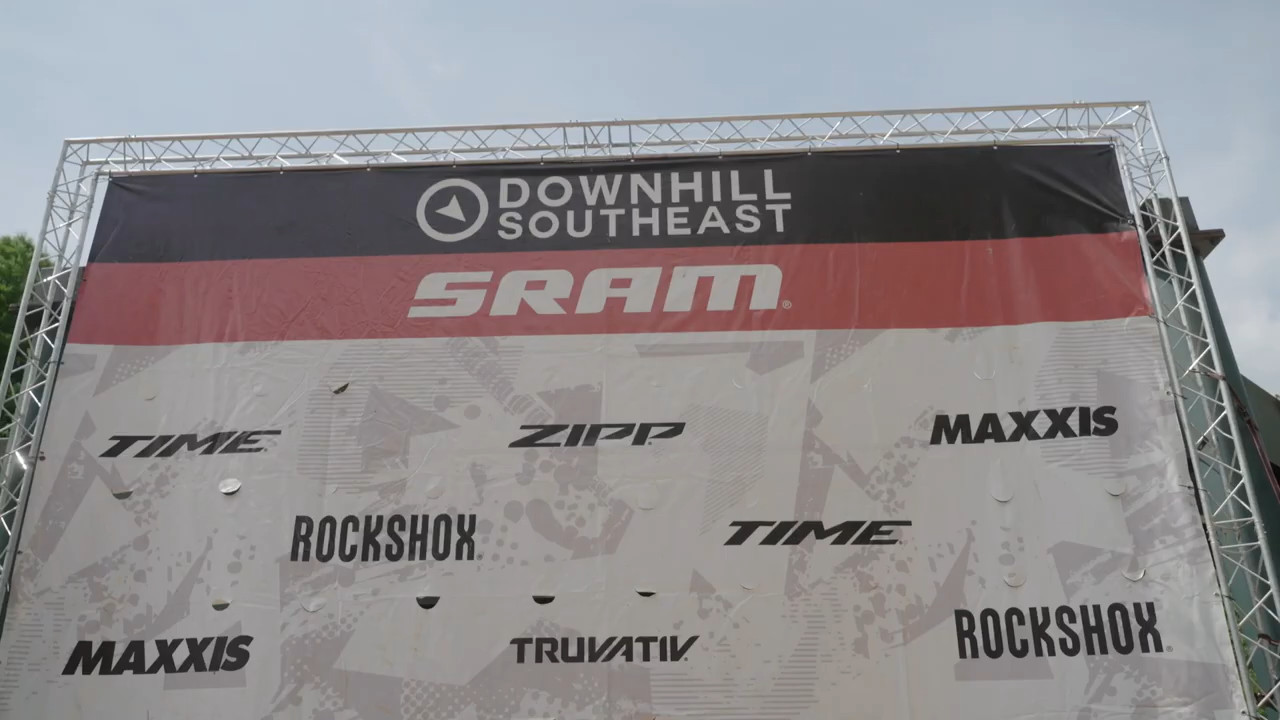 DOWNHILL
SOUTHEAST
SRAM®
TIME
ZIPP
MAXXIS
ROCKSHOX
TIME
MAXXIS
TRUVATIV
ROCKSHOX